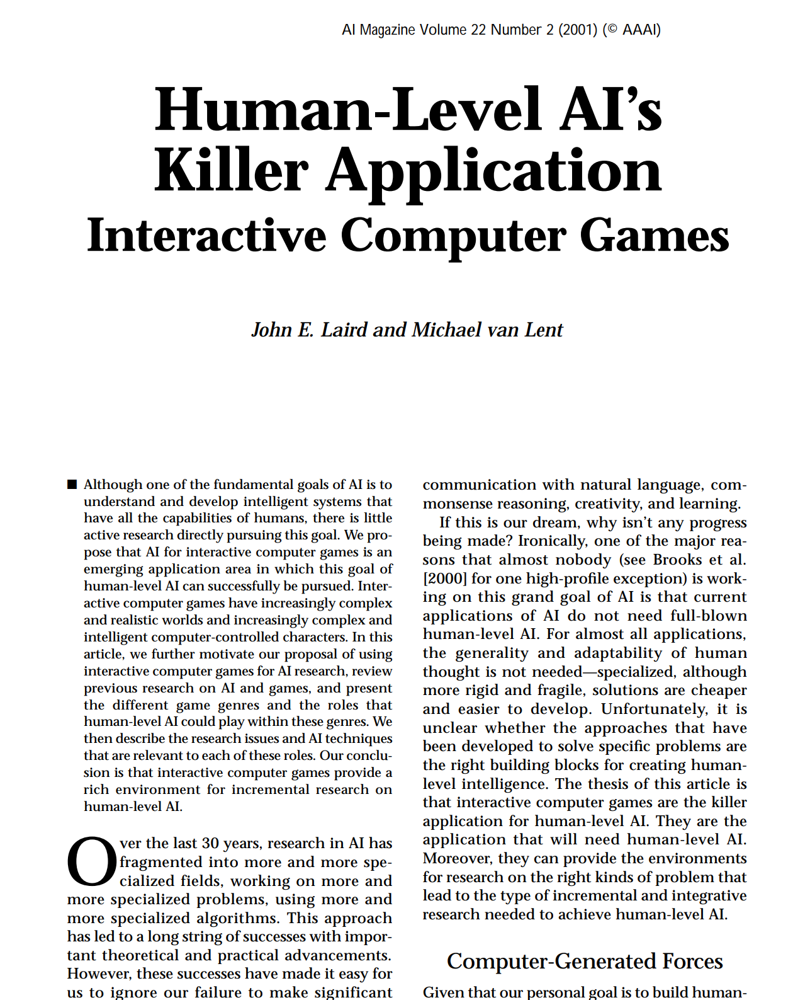 AI Magazine Volume 22 Number 2 (2001) (© AAAI)
Human-Level AI’s
Killer Application
Interactive Computer Games
John E. Laird and Michael van Lent
■ Although one of the fundamental goals of AI is to
understand and develop intelligent systems that
have all the capabilities of humans, there is little
active research directly pursuing this goal. We pro-
pose that AI for interactive computer games is an
emerging application area in which this goal of
human-level AI can successfully be pursued. Inter-
active computer games have increasingly complex
and realistic worlds and increasingly complex and
intelligent computer-controlled characters. In this
article, we further motivate our proposal of using
interactive computer games for AI research, review
previous research on AI and games, and present
the different game genres and the roles that
human-level AI could play within these genres. We
then describe the research issues and AI techniques
that are relevant to each of these roles. Our conclu-
sion is that interactive computer games provide a
rich environment for incremental research on
human-level AI.
Over the last 30 years, research in AI has
fragmented into more and more spe-
cialized fields, working on more and
more specialized problems, using more and
more specialized algorithms. This approach
has led to a long string of successes with impor-
tant theoretical and practical advancements.
However, these successes have made it easy for
us to ignore our failure to make significant
communication with natural language, com-
monsense reasoning, creativity, and learning.
If this is our dream, why isn’t any progress
being made? Ironically, one of the major rea-
sons that almost nobody (see Brooks et al.
[2000] for one high-profile exception) is work-
ing on this grand goal of AI is that current
applications of AI do not need full-blown
human-level AI. For almost all applications,
the generality and adaptability of human
thought is not needed—specialized, although
more rigid and fragile, solutions are cheaper
and easier to develop. Unfortunately, it is
unclear whether the approaches that have
been developed to solve specific problems are
the right building blocks for creating human-
level intelligence. The thesis of this article is
that interactive computer games are the killer
application for human-level AI. They are the
application that will need human-level AI.
Moreover, they can provide the environments
for research on the right kinds of problem that
lead to the type of incremental and integrative
research needed to achieve human-level AI.
Computer-Generated Forces
Given that our personal goal is to build human-